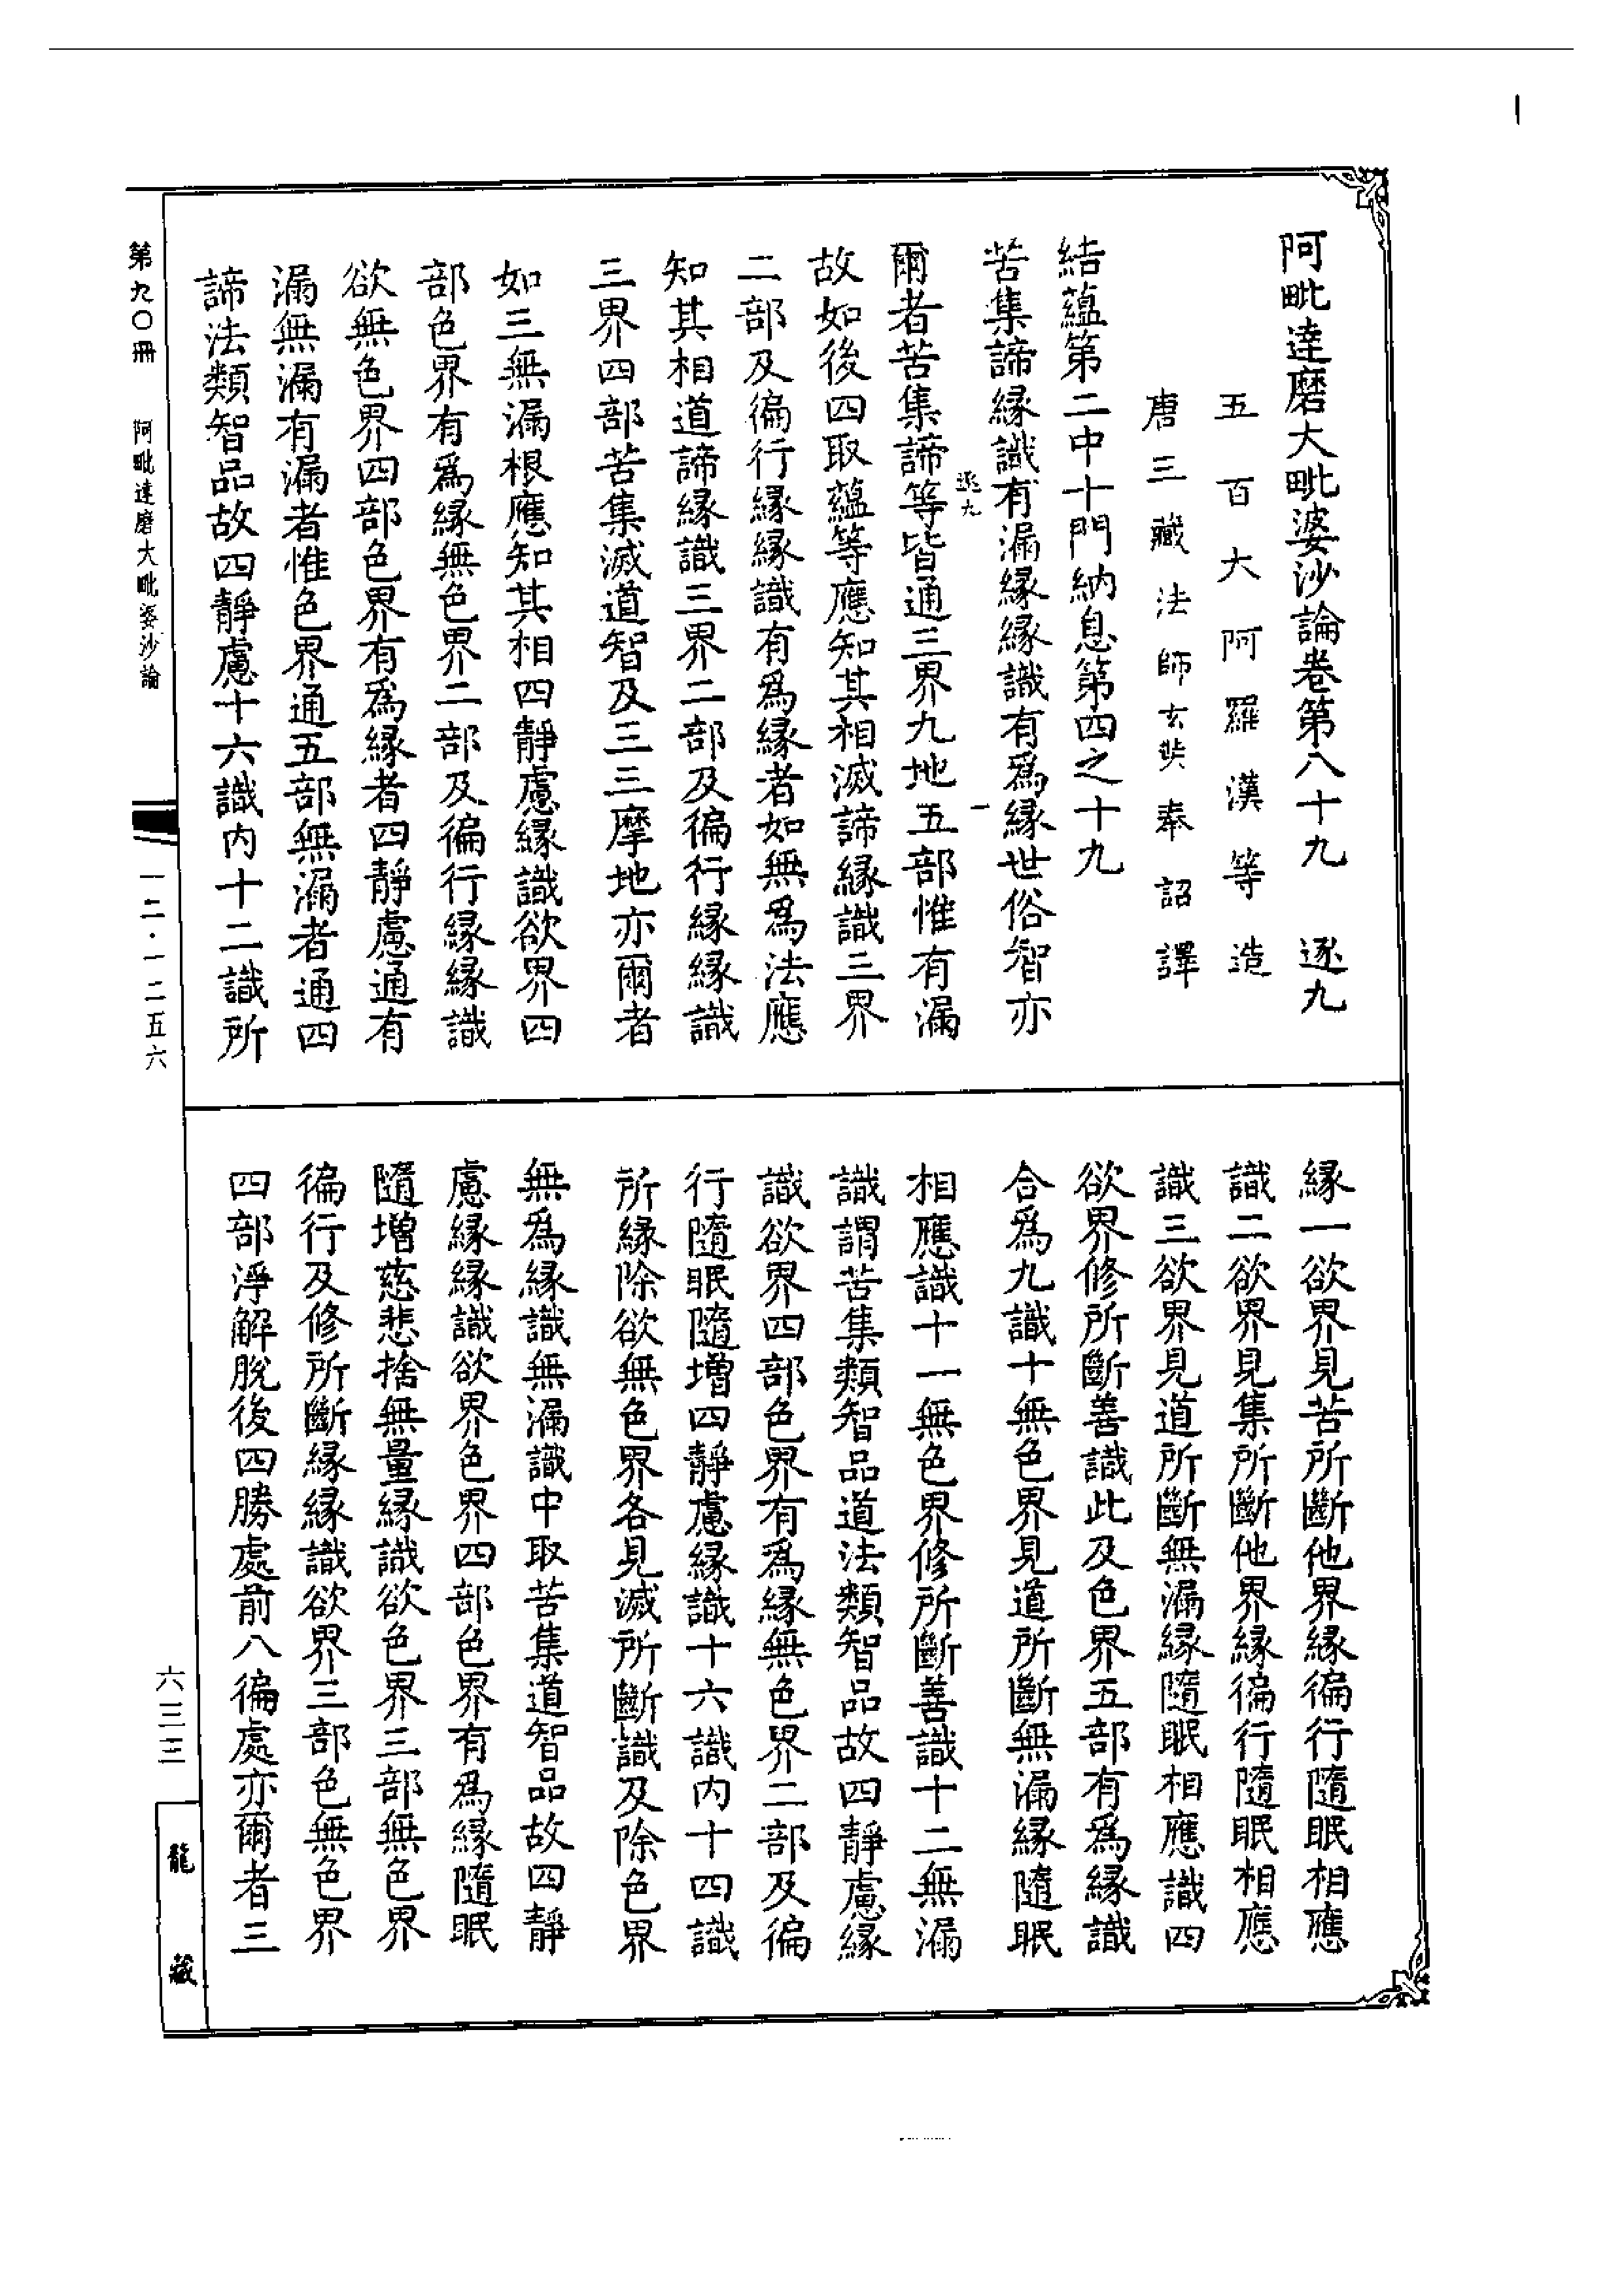 阿毗達磨大毗婆沙論卷第八十九　逐九
五百大阿羅漢等造
唐三藏法師玄奘奉詔譯
結蘊第二中十門納息第四之十九
苦集諦緣識有漏緣緣識有爲緣世俗智亦
逐九　一
爾者苦集諦等皆通三界九地五部惟有漏
故如後四取蘊等應知其相滅諦緣識三界
二部及徧行緣緣識有爲緣者如無爲法應
知其相道諦緣識三界二部及徧行緣緣識
三界四部苦集滅道智及三三摩地亦爾者
如三無漏根應知其相四靜慮緣識欲界四
部色界有爲緣無色界二部及徧行緣緣識
欲無色界四部色界有爲緣者四靜慮通有
漏無漏有漏者惟色界通五部無漏者通四
諦法類智品故四靜慮十六識內十二識所
緣一欲界見苦所斷他界緣徧行隨眠相應
識二欲界見集所斷他界緣徧行隨眠相應
識三欲界見道所斷無漏緣隨眠相應識四
欲界修所斷善識此及色界五部有爲緣識
合爲九識十無色界見道所斷無漏緣隨眠
相應識十一無色界修所斷善識十二無漏
識謂苦集類智品道法類智品故四靜慮緣
識欲界四部色界有爲緣無色界二部及徧
行隨眠隨增四靜慮緣識十六識內十四識
所緣除欲無色界各見滅所斷識及除色界
無爲緣識無漏識中取苦集道智品故四靜
慮緣緣識欲界色界四部色界有爲緣隨眠
隨增慈悲捨無量緣識欲色界三部無色界
徧行及修所斷緣緣識欲界三部色無色界
四部淨解脫後四勝處前八徧處亦爾者三
第九〇冊　阿毗達磨大毗婆沙論
一二·一二五六
六三三
龍藏